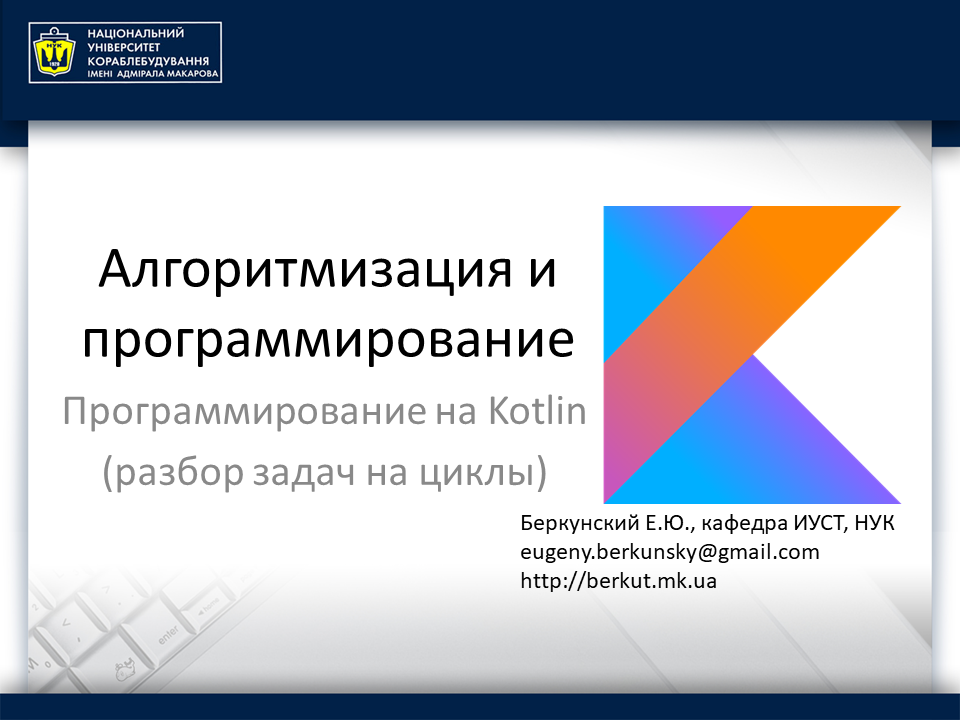 НАЦІОНАЛЬНИЙ
УНІВЕРСИТЕТ
КОРАБЛЕБУДУВАННЯ
ІМЕНІ АДМІРАЛА МАКАРОВА
НУК
1920
Алгоритмизация и
программирование
Программирование на Kotlin
(разбор задач на циклы)
Беркунский Е.Ю., кафедра ИУСТ, НУК
eugeny.berkunsky@gmail.com
http://berkut.mk.ua
enter